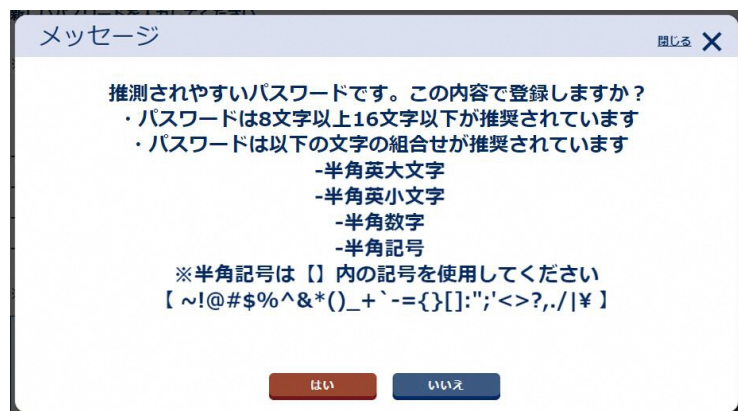 メッセージ
閉じる
推測されやすいパスワードです。この内容で登録しますか？
・パスワードは8文字以上16文字以下が推奨されています
・パスワードは以下の文字の組合せが推奨されています
-半角英大文字
-半角英小文字
-半角数字
-半角記号
※半角記号は【】内の記号を使用してください
【 ~!@#$%^&*()_+`-={}[]:";'<>?,./|¥ 】
はい
いいえ